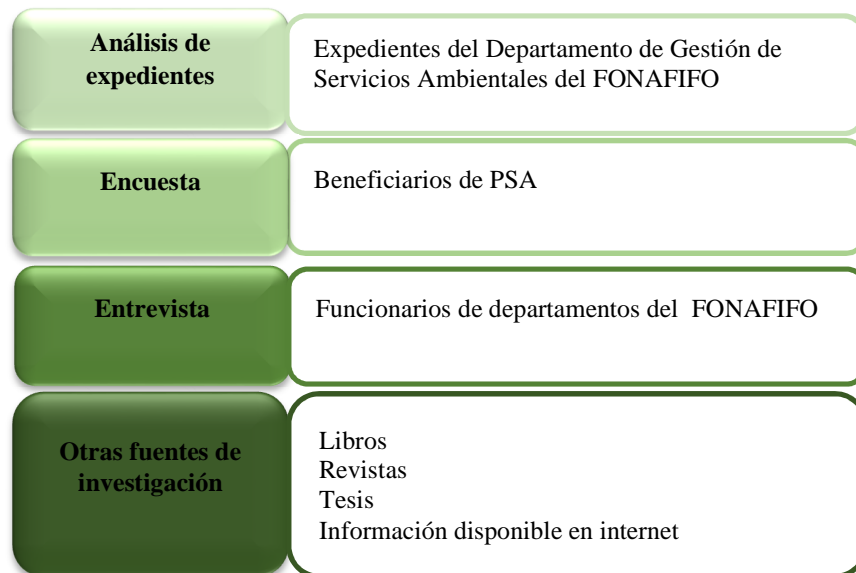 Análisis de
expedientes
Expedientes del Departamento de Gestión de
Servicios Ambientales del FONAFIFO
Encuesta
Beneficiarios de PSA
Entrevista
Funcionarios de departamentos del FONAFIFO
Otras fuentes de
investigación
Libros
Revistas
Tesis
Información disponible en internet